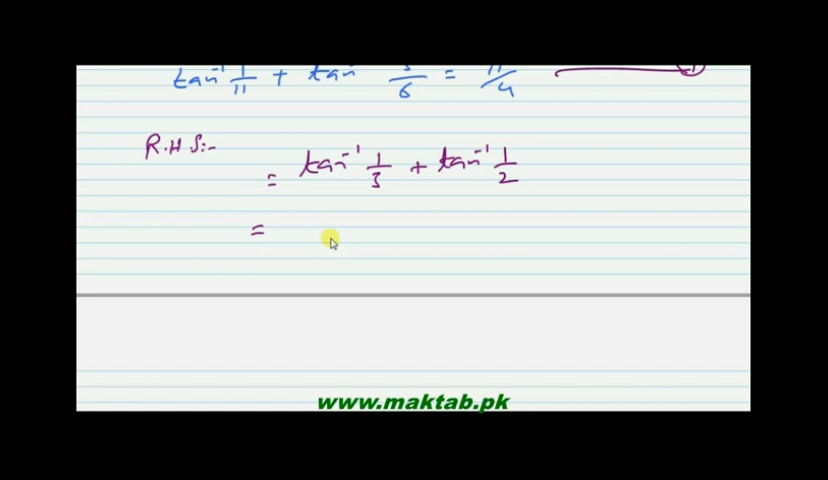 tan⁻¹ 1/11 + tan 5/6 = π/4 ①
R.H.S:-
= tan⁻¹ 1/3 + tan⁻¹ 1/2
=
www.maktab.pk